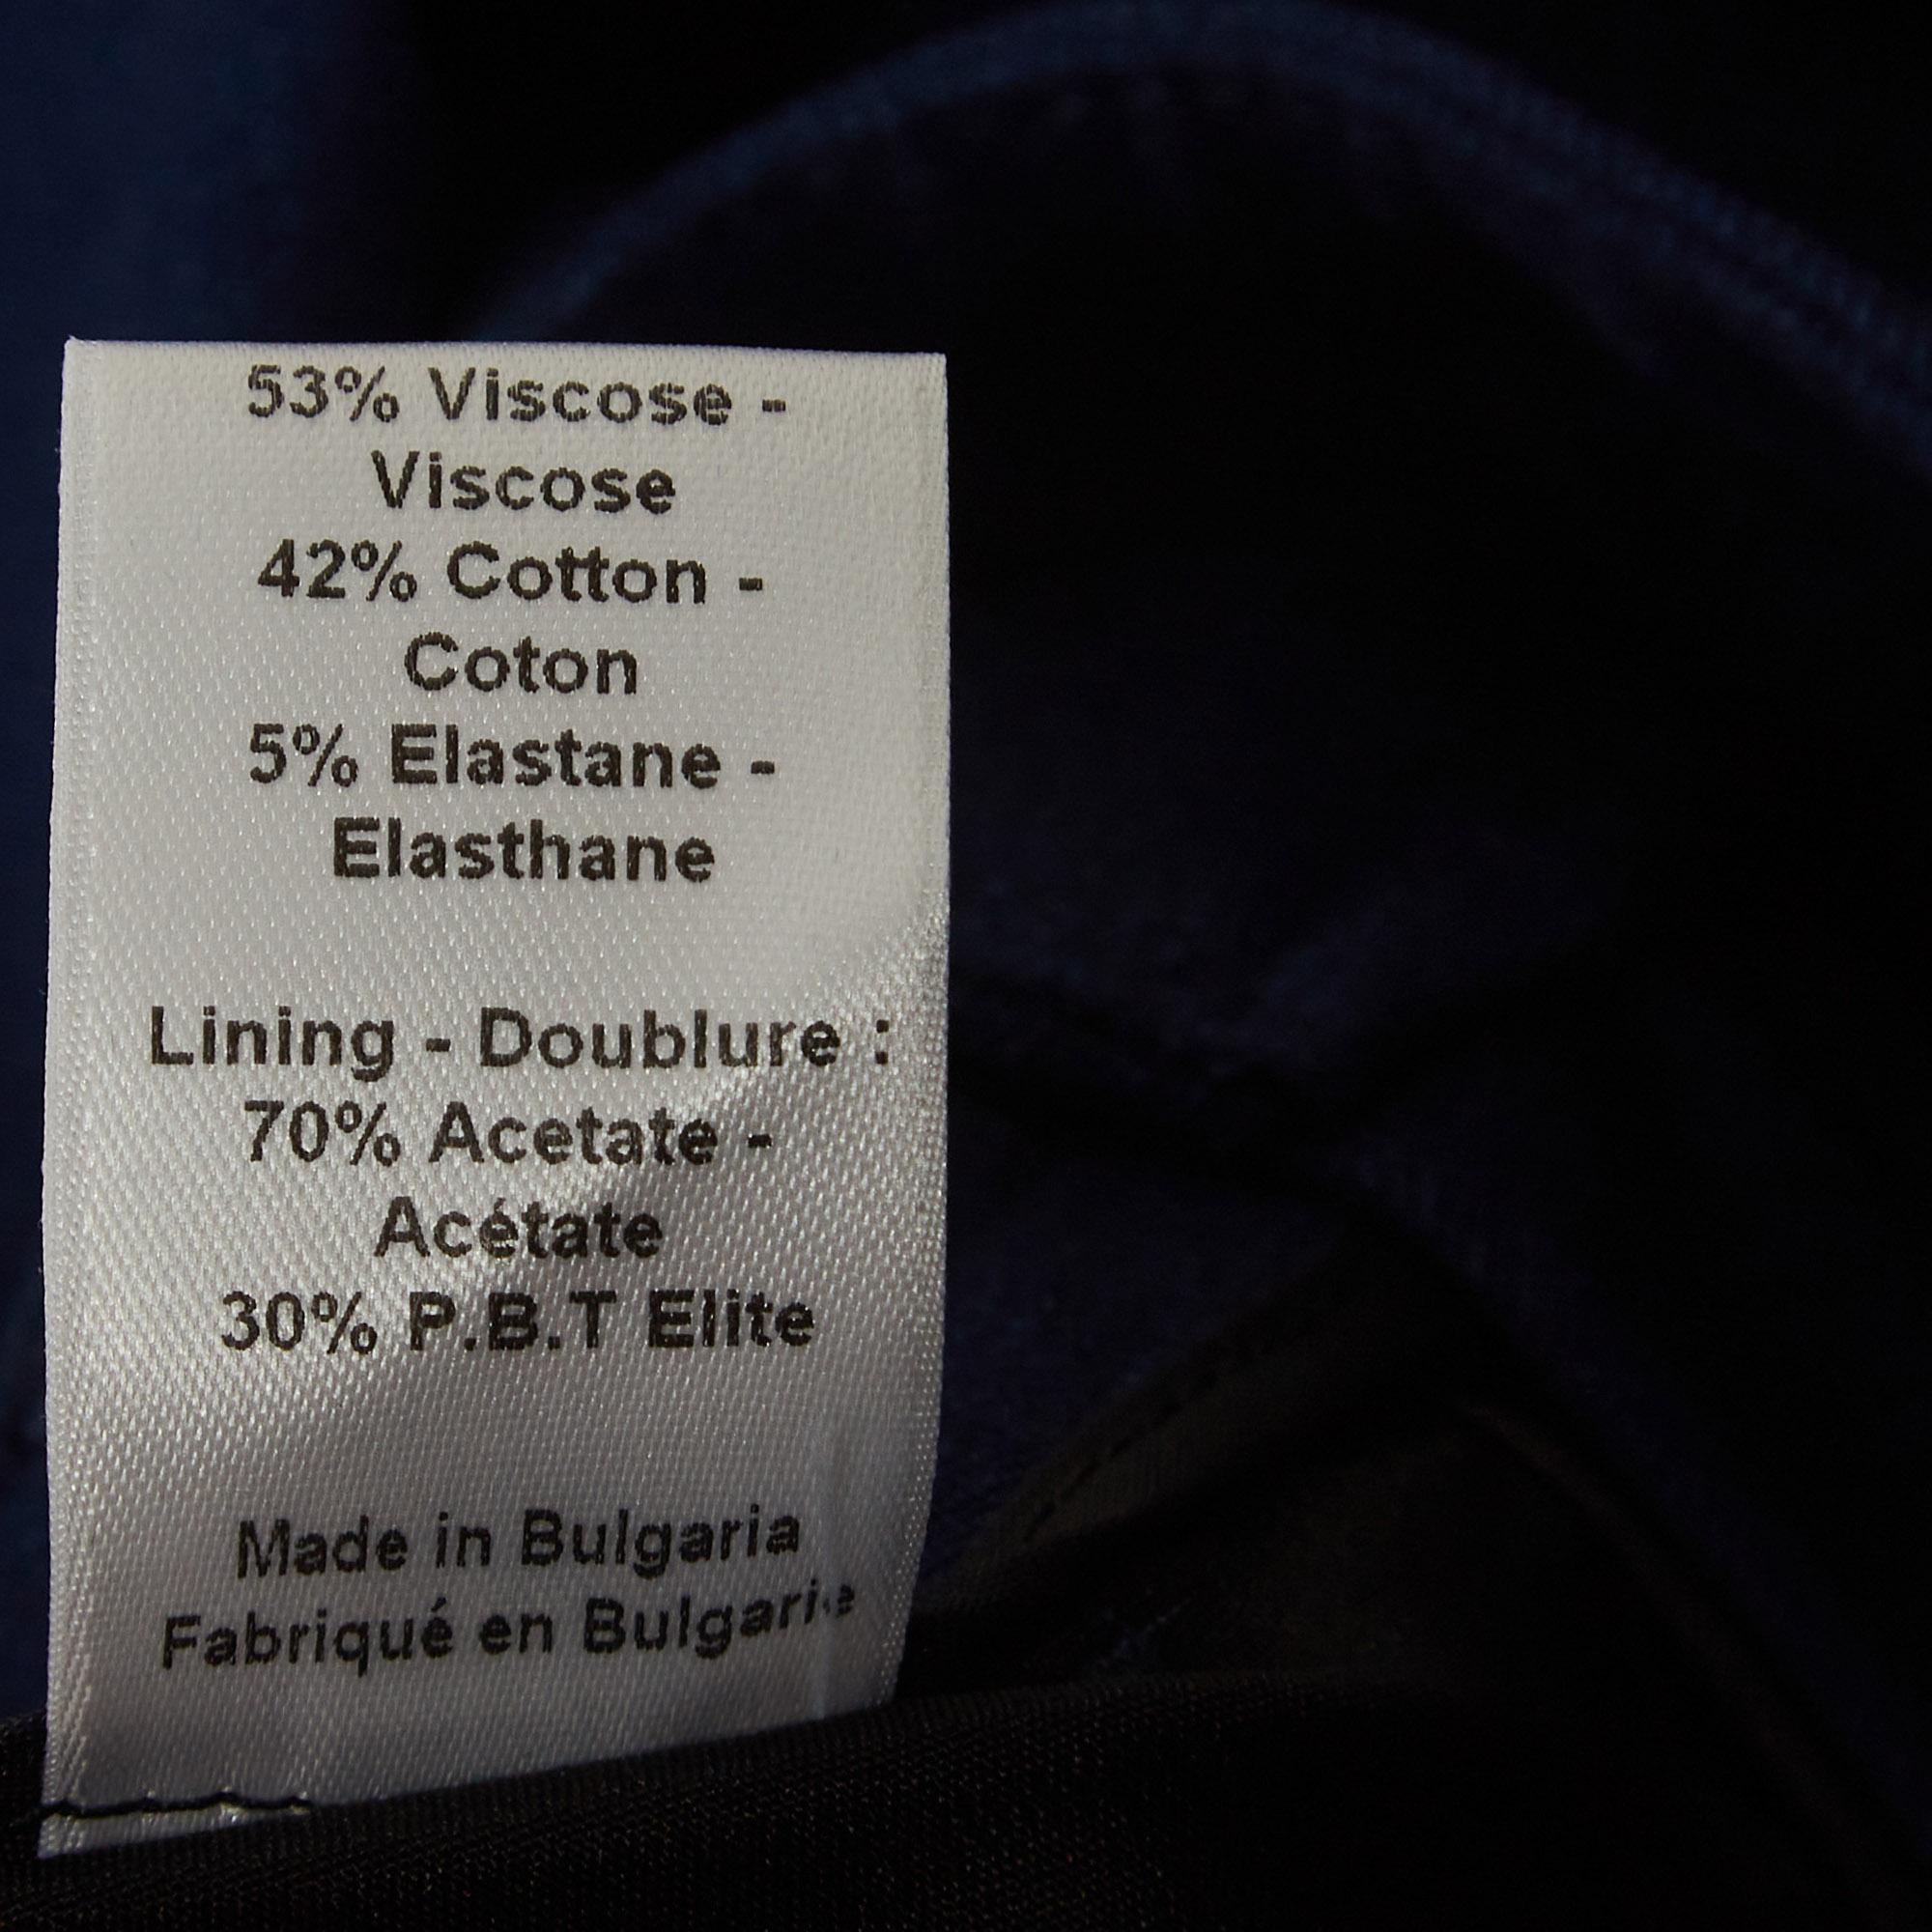 53% Viscose -
Viscose
42% Cotton -
Coton
5% Elastane -
Elasthane
Lining - Doublure :
70% Acetate -
Acétate
30% P.B.T Elite
Made in Bulgaria
Fabriqué en Bulgarie